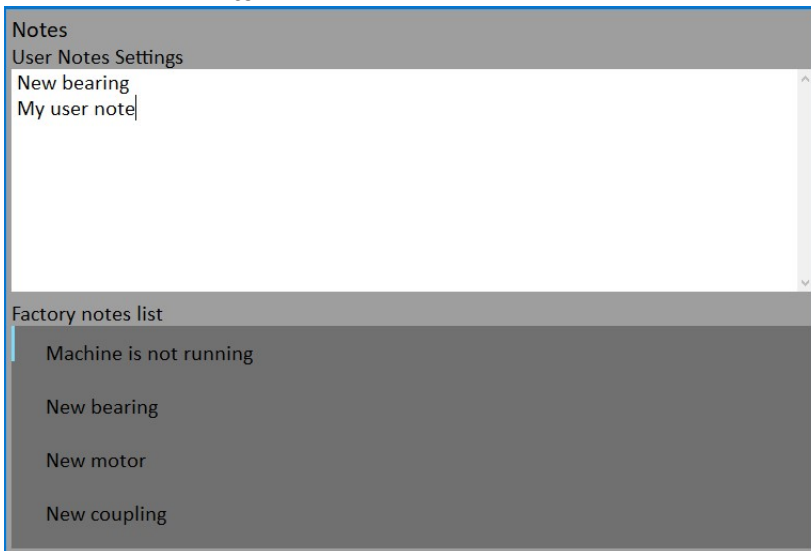 Notes
User Notes Settings
New bearing
My user note
Factory notes list
Machine is not running
New bearing
New motor
New coupling